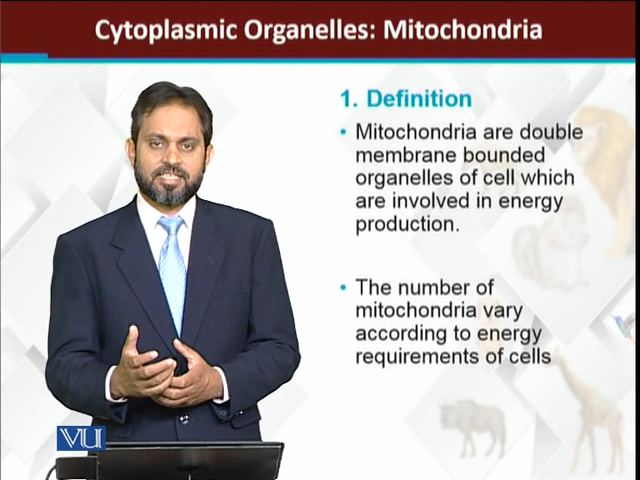 Cytoplasmic Organelles: Mitochondria
1. Definition
• Mitochondria are double
membrane bounded
organelles of cell which
are involved in energy
production.
• The number of
mitochondria vary
according to energy
requirements of cells
VU